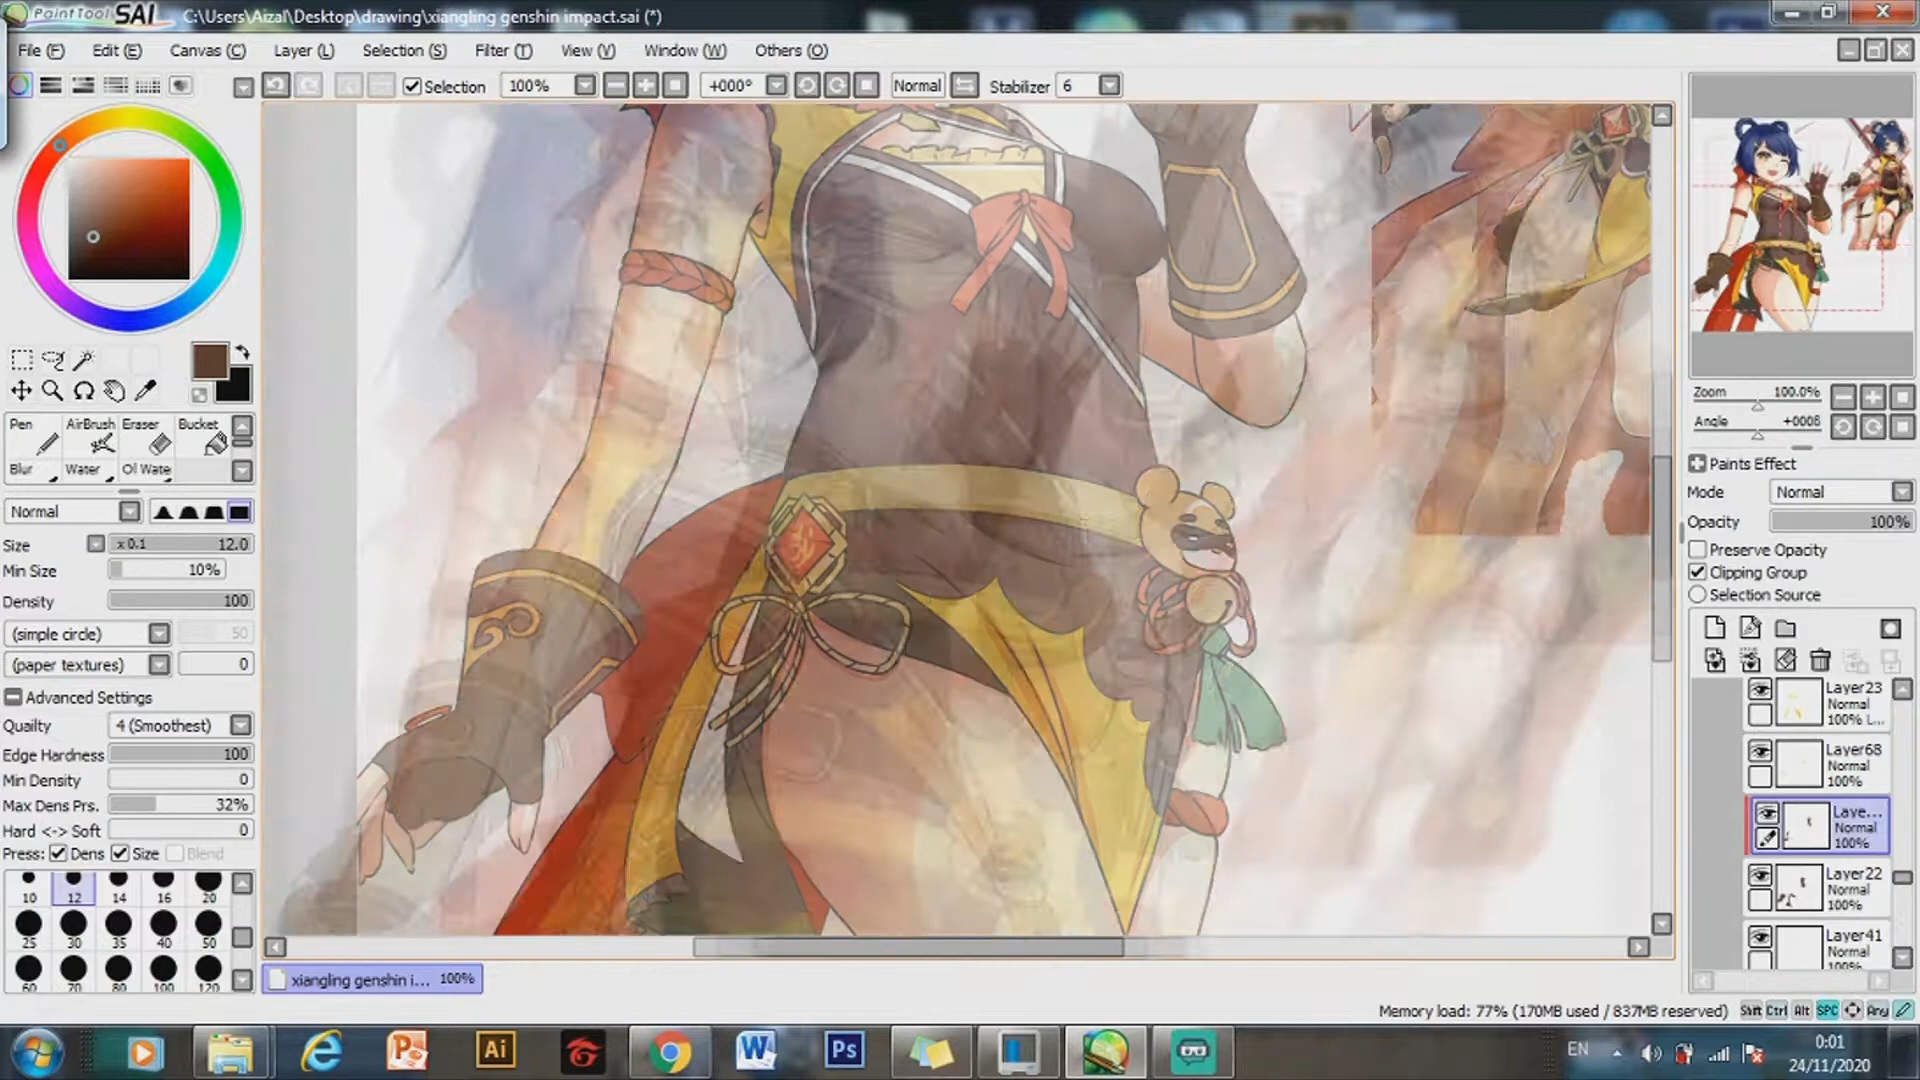 PaintTool SAI C:\Users\Aizal\Desktop\drawing\xiangling genshin impact.sai (*)
File (F) Edit (E) Canvas (C) Layer (L) Selection (S) Filter (T) View (V) Window (W) Others (O)
Selection 100% +000° Normal Stabilizer 6
Zoom 100.0%
Angle +000
Paints Effect
Mode Normal
Opacity 100%
Preserve Opacity
Clipping Group
Selection Source
Pen AirBrush Eraser Bucket
Blur Water Oil Wate
Normal
Size x 0.1 12.0
Min Size 10%
Density 100
(simple circle) 50
(paper textures) 0
Advanced Settings
Quailty 4 (Smoothest)
Edge Hardness 100
Min Density 0
Max Dens Prs. 32%
Hard <-> Soft 0
Press: Dens Size Blend
10 12 14 16 20
25 30 35 40 50
60 70 80 100 120
Layer23
Normal
100% L...
Layer68
Normal
100%
Laye...
Normal
100%
Layer22
Normal
100%
Layer41
Normal
100%
xiangling genshin i... 100%
Memory load: 77% (170MB used / 837MB reserved) Shift Ctrl Alt SPC Any
Ai W Ps
EN 0:01
24/11/2020